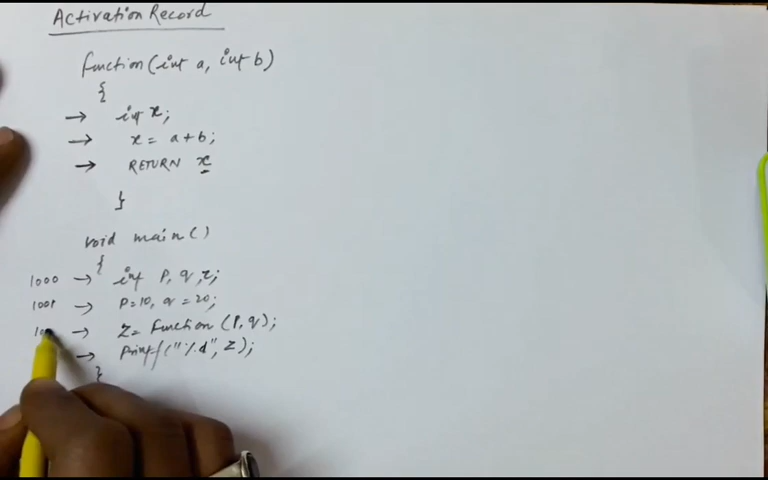 Activation Record
function(int a, int b)
{
→ int x;
→ x = a+b;
→ RETURN x
}
void main()
{
1000 → int P, q, z;
1001 → P=10, q=20;
→ Z= Function (P,q);
→ Printf("%d", Z);
}